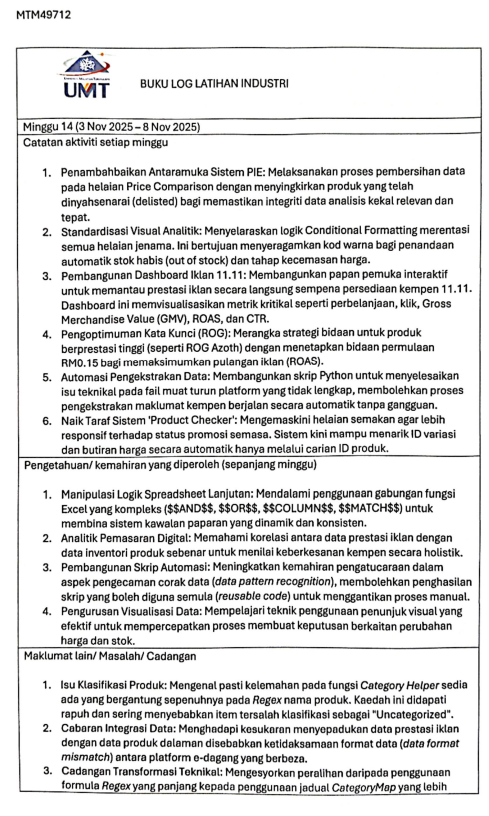 MTM49712
UMT
BUKU LOG LATIHAN INDUSTRI
Minggu 14 (3 Nov 2025 – 8 Nov 2025)
Catatan aktiviti setiap minggu
1. Penambahbaikan Antaramuka Sistem PIE: Melaksanakan proses pembersihan data
pada helaian Price Comparison dengan menyingkirkan produk yang telah
dinyahsenarai (delisted) bagi memastikan integriti data analisis kekal relevan dan
tepat.
2. Standardisasi Visual Analitik: Menyelaraskan logik Conditional Formatting merentasi
semua helaian jenama. Ini bertujuan menyeragamkan kod warna bagi penandaan
automatik stok habis (out of stock) dan tahap kecemasan harga.
3. Pembangunan Dashboard Iklan 11.11: Membangunkan papan pemuka interaktif
untuk memantau prestasi iklan secara langsung sempena persediaan kempen 11.11.
Dashboard ini memvisualisasikan metrik kritikal seperti perbelanjaan, klik, Gross
Merchandise Value (GMV), ROAS, dan CTR.
4. Pengoptimuman Kata Kunci (ROG): Merangka strategi bidaan untuk produk
berprestasi tinggi (seperti ROG Azoth) dengan menetapkan bidaan permulaan
RM0.15 bagi memaksimumkan pulangan iklan (ROAS).
5. Automasi Pengekstrakan Data: Membangunkan skrip Python untuk menyelesaikan
isu teknikal pada fail muat turun platform yang tidak lengkap, membolehkan proses
pengekstrakan maklumat kempen berjalan secara automatik tanpa gangguan.
6. Naik Taraf Sistem 'Product Checker': Mengemaskini helaian semakan agar lebih
responsif terhadap status promosi semasa. Sistem kini mampu menarik ID variasi
dan butiran harga secara automatik hanya melalui carian ID produk.
Pengetahuan/ kemahiran yang diperoleh (sepanjang minggu)
1. Manipulasi Logik Spreadsheet Lanjutan: Mendalami penggunaan gabungan fungsi
Excel yang kompleks ($$AND$$, $$OR$$, $$COLUMN$$, $$MATCH$$) untuk
membina sistem kawalan paparan yang dinamik dan konsisten.
2. Analitik Pemasaran Digital: Memahami korelasi antara data prestasi iklan dengan
data inventori produk sebenar untuk menilai keberkesanan kempen secara holistik.
3. Pembangunan Skrip Automasi: Meningkatkan kemahiran pengaturcaraan dalam
aspek pengecaman corak data (data pattern recognition), membolehkan penghasilan
skrip yang boleh diguna semula (reusable code) untuk menggantikan proses manual.
4. Pengurusan Visualisasi Data: Mempelajari teknik penggunaan penunjuk visual yang
efektif untuk mempercepatkan proses membuat keputusan berkaitan perubahan
harga dan stok.
Maklumat lain/ Masalah/ Cadangan
1. Isu Klasifikasi Produk: Mengenal pasti kelemahan pada fungsi Category Helper sedia
ada yang bergantung sepenuhnya pada Regex nama produk. Kaedah ini didapati
rapuh dan sering menyebabkan item tersalah klasifikasi sebagai "Uncategorized".
2. Cabaran Integrasi Data: Menghadapi kesukaran menyepadukan data prestasi iklan
dengan data produk dalaman disebabkan ketidaksamaan format data (data format
mismatch) antara platform e-dagang yang berbeza.
3. Cadangan Transformasi Teknikal: Mengesyorkan peralihan daripada penggunaan
formula Regex yang panjang kepada penggunaan jadual CategoryMap yang lebih